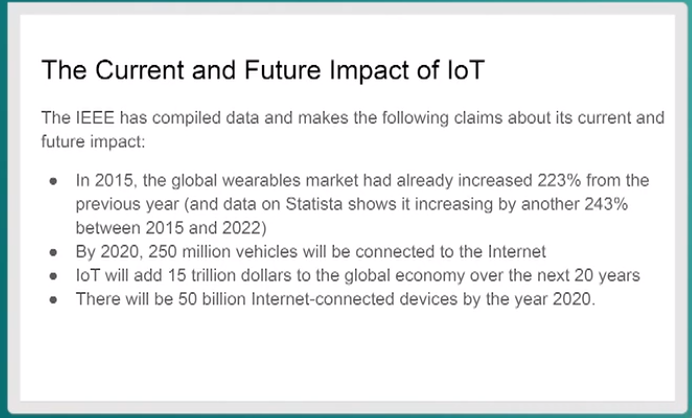 The Current and Future Impact of IoT
The IEEE has compiled data and makes the following claims about its current and
future impact:
● In 2015, the global wearables market had already increased 223% from the
previous year (and data on Statista shows it increasing by another 243%
between 2015 and 2022)
● By 2020, 250 million vehicles will be connected to the Internet
● IoT will add 15 trillion dollars to the global economy over the next 20 years
● There will be 50 billion Internet-connected devices by the year 2020.